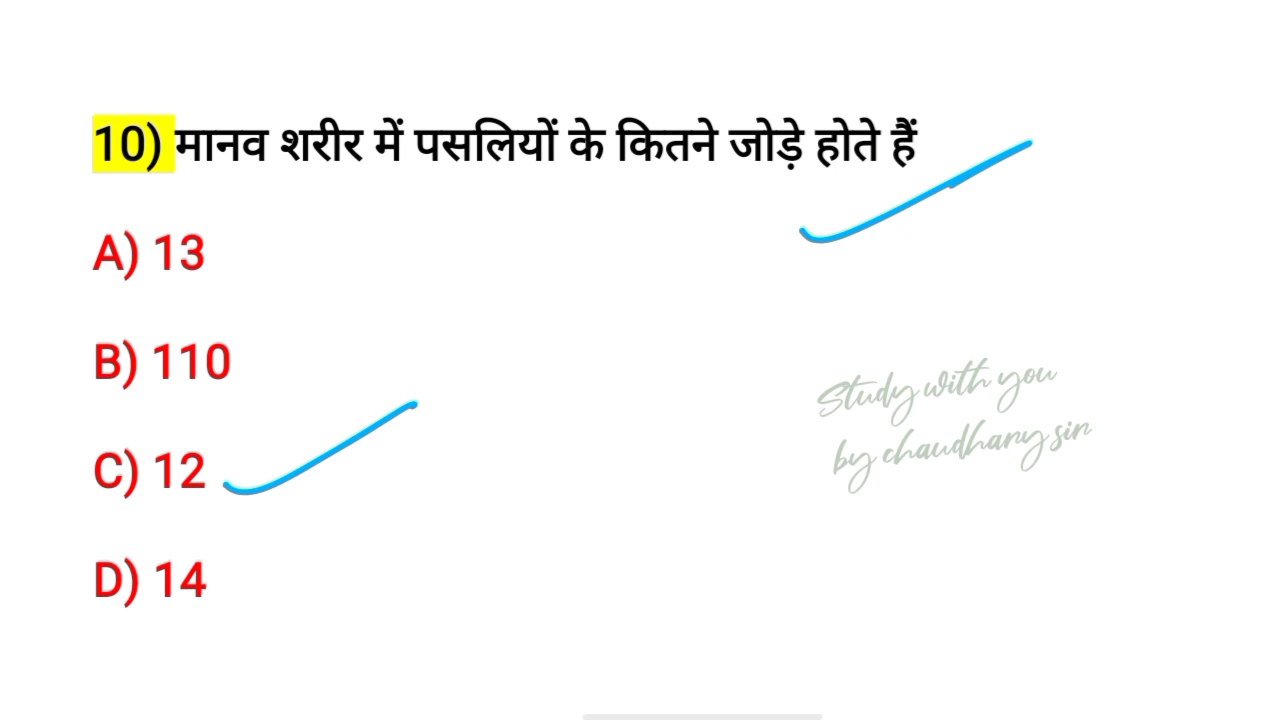 10) मानव शरीर में पसलियों के कितने जोड़े होते हैं
A) 13
B) 110
C) 12
D) 14
Study with you
by chaudhary sir